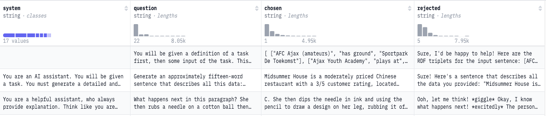 system
string · classes
17 values
question
string · lengths
22
8.05k
chosen
string · lengths
1
4.95k
rejected
string · lengths
5
7.95k
You will be given a definition of a task first, then some input of the task. This…
[ ["AFC Ajax (amateurs)", "has ground", "Sportpark De Toekomst"], ["Ajax Youth Academy", "plays at",…
Sure, I'd be happy to help! Here are the RDF triplets for the input sentence: [AFC…
You are an AI assistant. You will be given a task. You must generate a detailed and…
Generate an approximately fifteen-word sentence that describes all this data:…
Midsummer House is a moderately priced Chinese restaurant with a 3/5 customer rating, located…
Sure! Here's a sentence that describes all the data you provided: "Midsummer House is…
You are a helpful assistant, who always provide explanation. Think like you are…
What happens next in this paragraph? She then rubs a needle on a cotton ball then…
C. She then dips the needle in ink and using the pencil to draw a design on her leg, rubbing it of…
Ooh, let me think! *giggle* Okay, I know what happens next! *excitedly* The person…